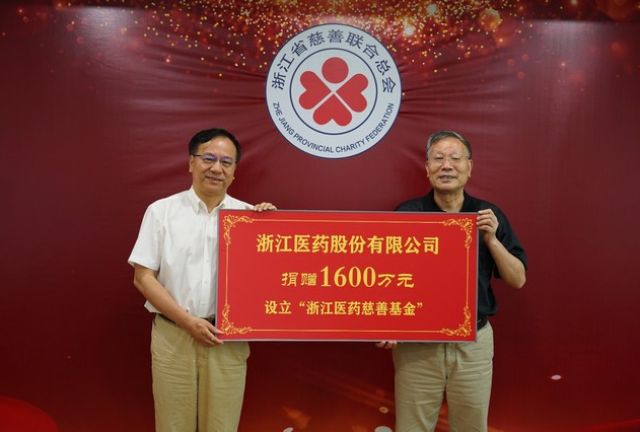 浙江省慈善联合总会
ZHE JIANG PROVINCIAL CHARITY FEDERATION
浙江医药股份有限公司
捐赠1600万元
设立“浙江医药慈善基金”